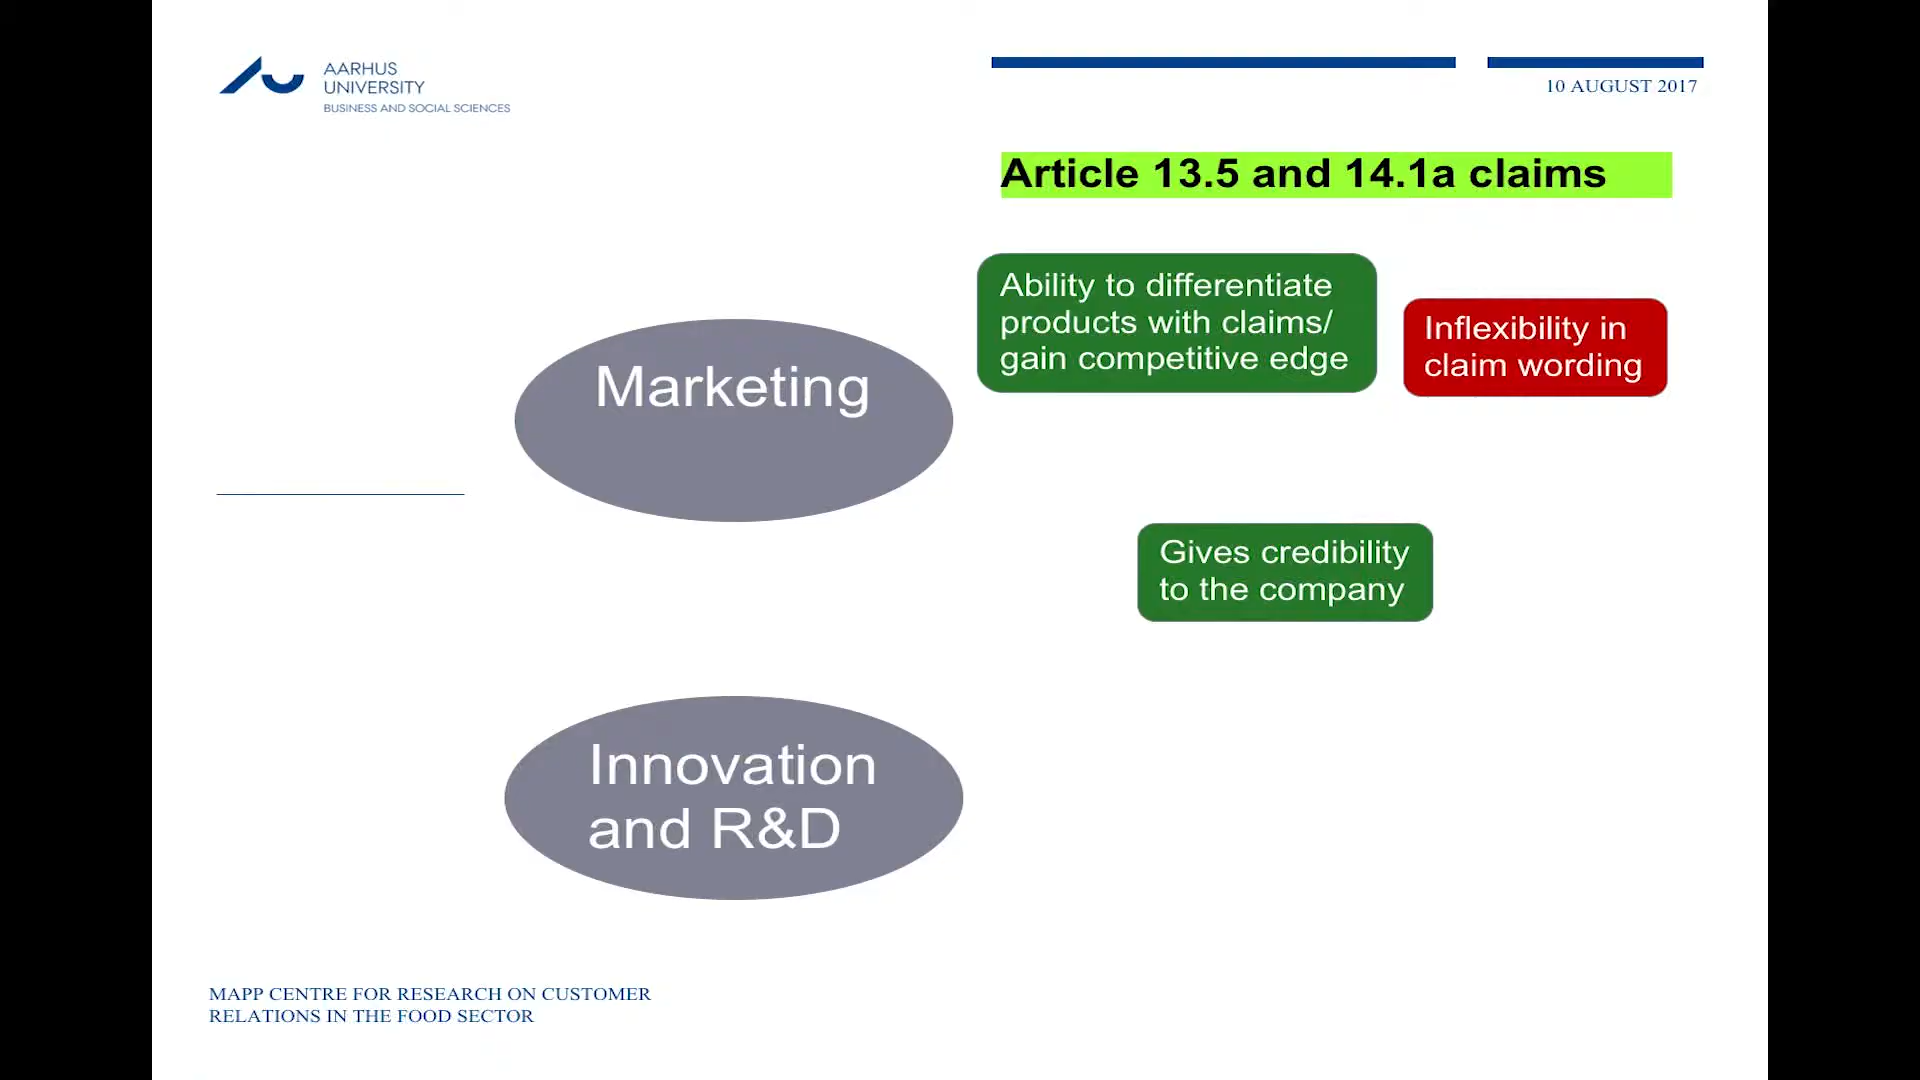 AARHUS
UNIVERSITY
BUSINESS AND SOCIAL SCIENCES
10 AUGUST 2017
Article 13.5 and 14.1a claims
Ability to differentiate
products with claims/
gain competitive edge
Inflexibility in
claim wording
Marketing
Gives credibility
to the company
Innovation
and R&D
MAPP CENTRE FOR RESEARCH ON CUSTOMER
RELATIONS IN THE FOOD SECTOR